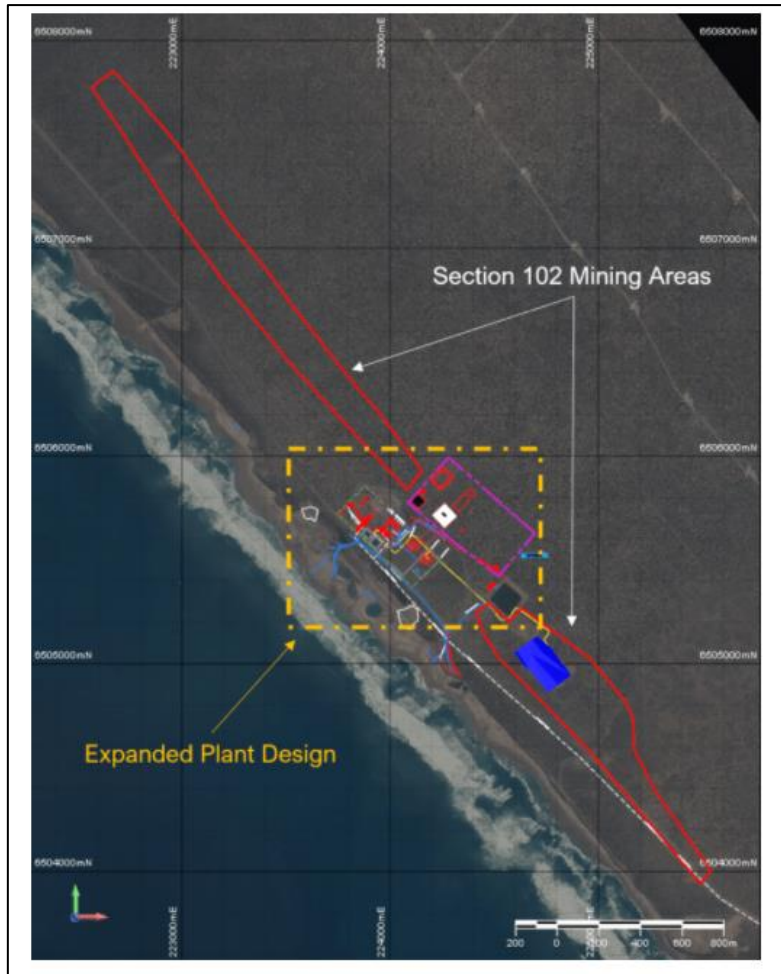 223000mE
224000mE
225000mE
6508000mN 6508000mN
6507000mN 6507000mN
Section 102 Mining Areas
6506000mN 6506000mN
6505000mN 6505000mN
Expanded Plant Design
6504000mN 6504000mN
223000mE
224000mE
225000mE
200 0 200 400 600 800m